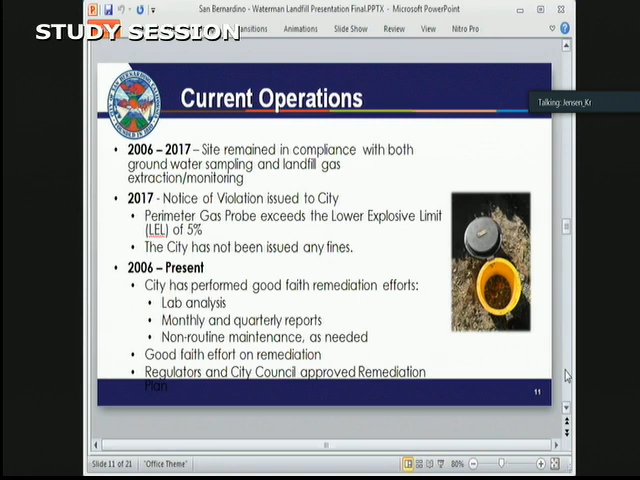 San Bernardino - Waterman Landfill Presentation Final.PPTX - Microsoft PowerPoint
STUDY SESSION
Transitions
Animations
Slide Show
Review
View
Nitro Pro
Talking: Jensen_Kr
Current Operations
• 2006 – 2017 – Site remained in compliance with both
ground water sampling and landfill gas
extraction/monitoring
• 2017 - Notice of Violation issued to City
• Perimeter Gas Probe exceeds the Lower Explosive Limit
(LEL) of 5%
• The City has not been issued any fines.
• 2006 – Present
• City has performed good faith remediation efforts:
• Lab analysis
• Monthly and quarterly reports
• Non-routine maintenance, as needed
• Good faith effort on remediation
• Regulators and City Council approved Remediation
Plan
11
Slide 11 of 21
"Office Theme"
80%